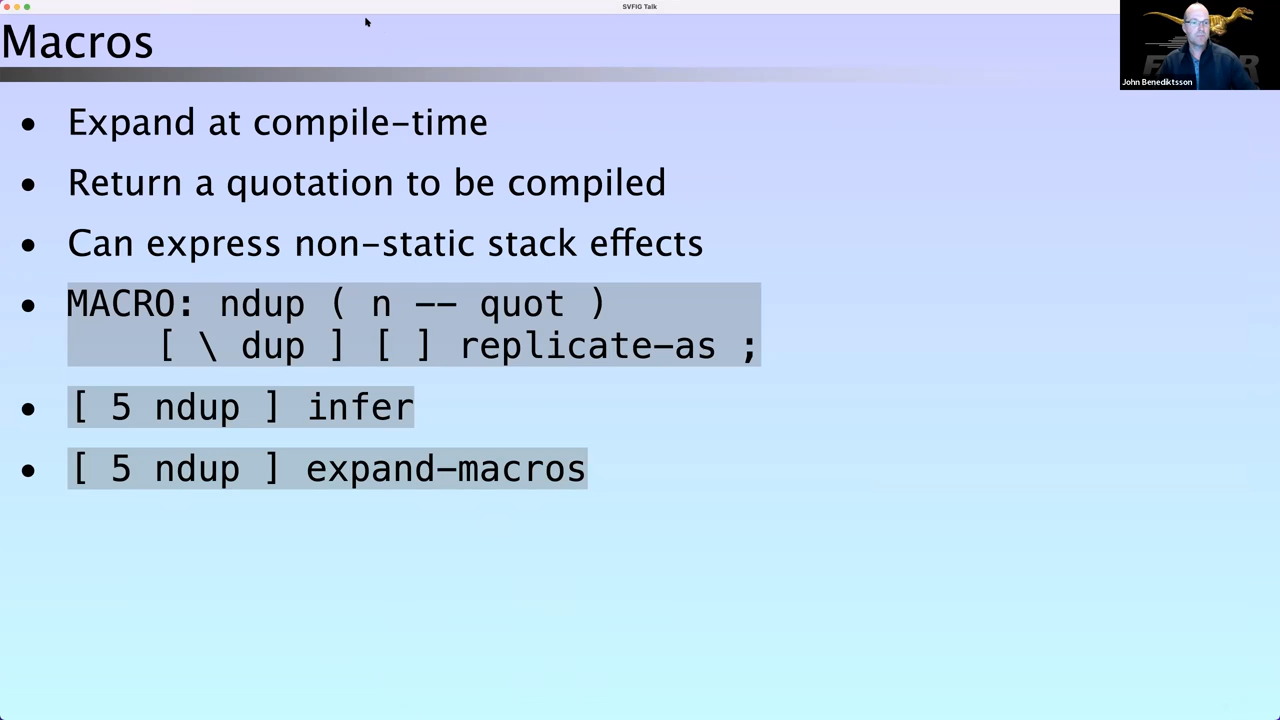 SVFIG Talk
Macros
John Benediktsson
• Expand at compile-time
• Return a quotation to be compiled
• Can express non-static stack effects
• MACRO: ndup ( n -- quot )
[ \ dup ] [ ] replicate-as ;
• [ 5 ndup ] infer
• [ 5 ndup ] expand-macros